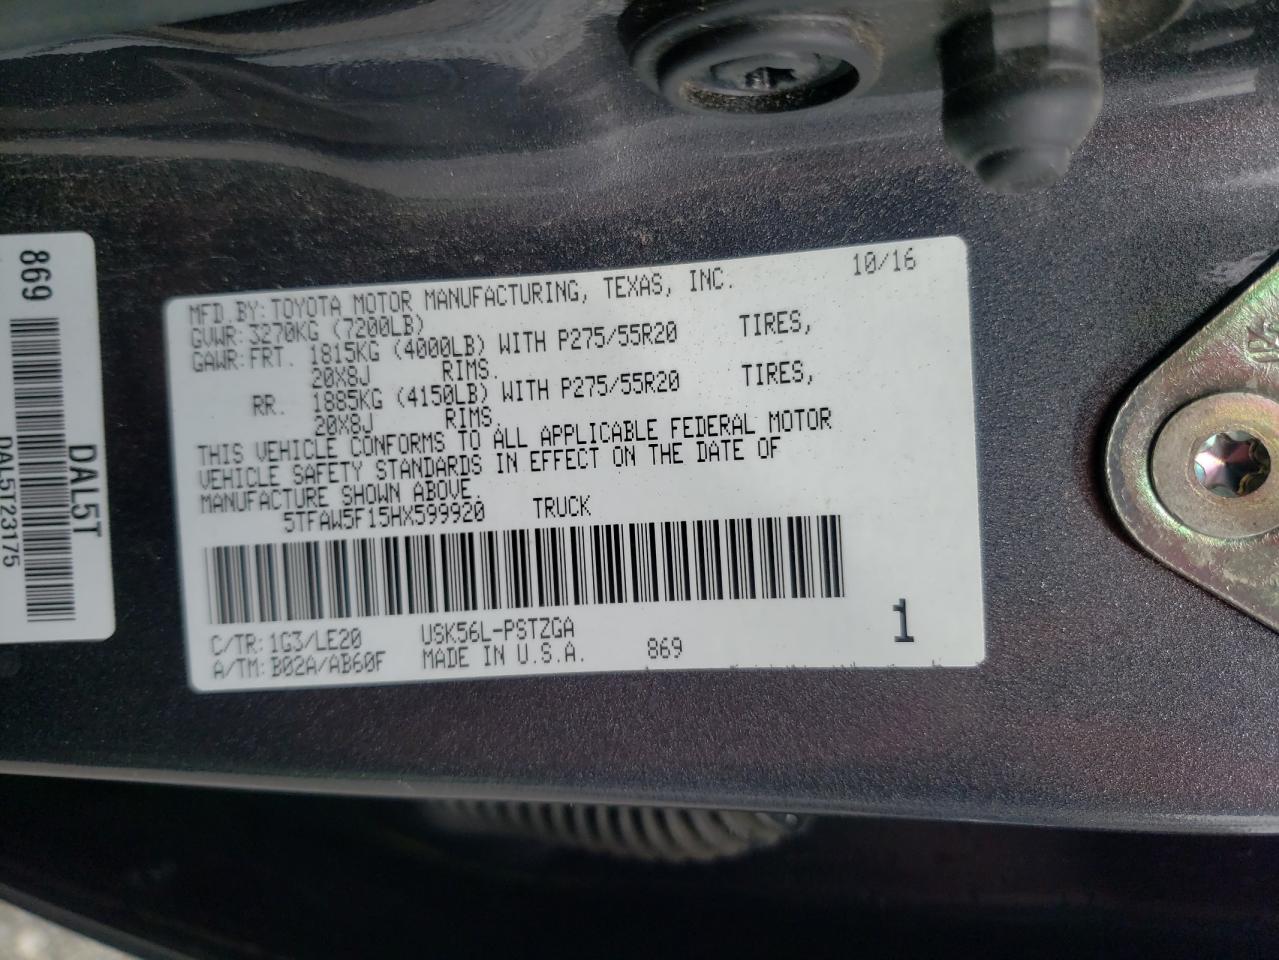 MFD BY: TOYOTA MOTOR MANUFACTURING, TEXAS, INC. 10/16
GVWR: 3270KG (7200LB)
GAWR: FRT. 1815KG (4000LB) WITH P275/55R20 TIRES,
20X8J RIMS.
RR. 1885KG (4150LB) WITH P275/55R20 TIRES,
20X8J RIMS.
THIS VEHICLE CONFORMS TO ALL APPLICABLE FEDERAL MOTOR
VEHICLE SAFETY STANDARDS IN EFFECT ON THE DATE OF
MANUFACTURE SHOWN ABOVE.
5TFAW5F15HX599920 TRUCK
C/TR: 1G3/LE20 USK56L-PSTZGA
A/TM: B02A/AB60F MADE IN U.S.A. 869
1
869
DAL5T
DAL5T23175